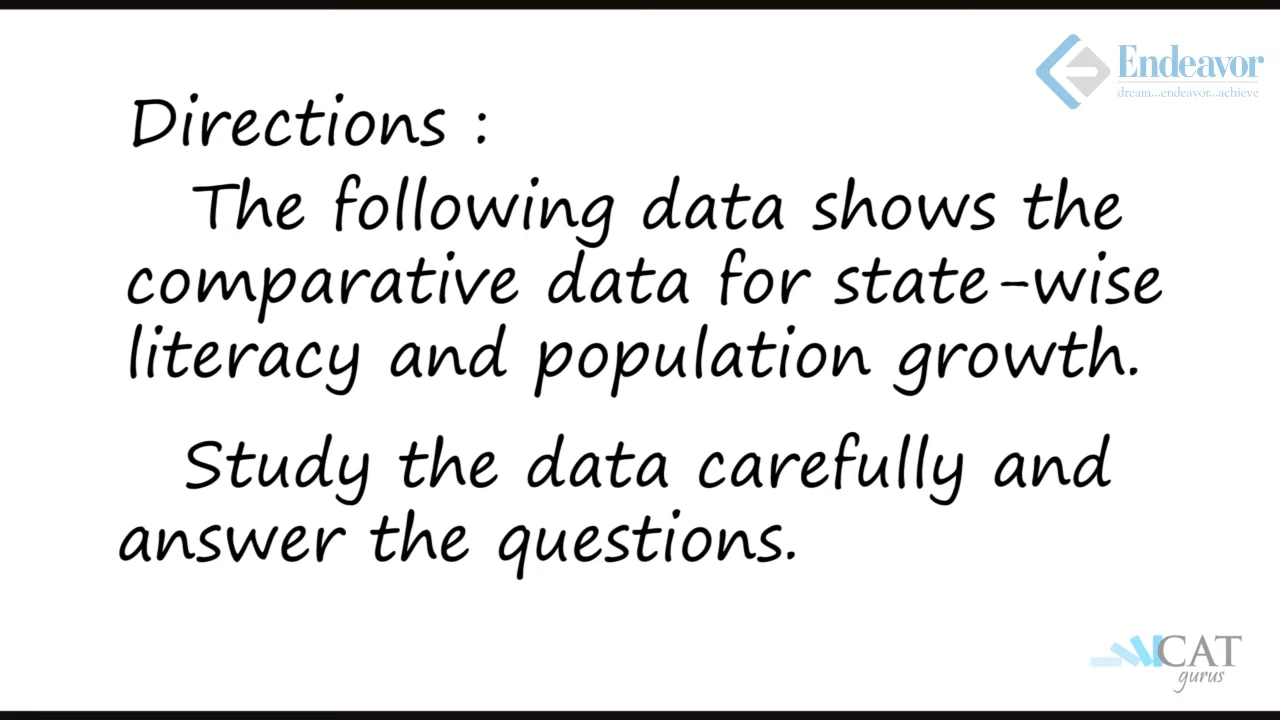 Endeavor
dream...endeavor...achieve
Directions :
The following data shows the
comparative data for state-wise
literacy and population growth.
Study the data carefully and
answer the questions.
CAT
gurus